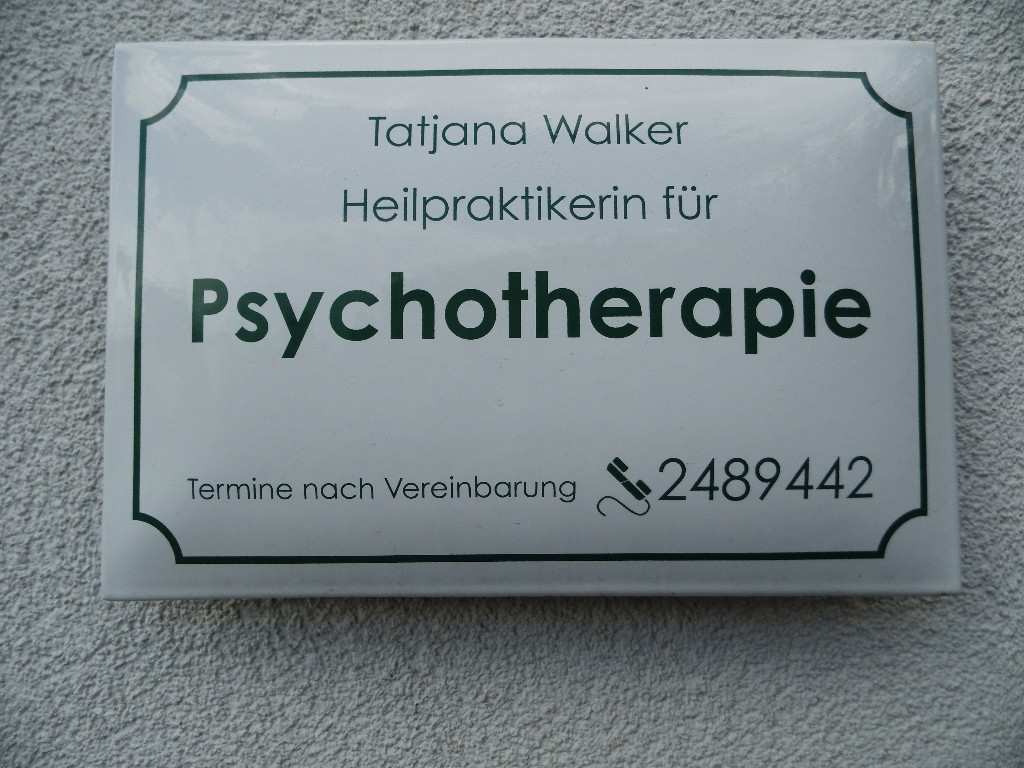 Tatjana Walker
Heilpraktikerin für
Psychotherapie
Termine nach Vereinbarung 2489442